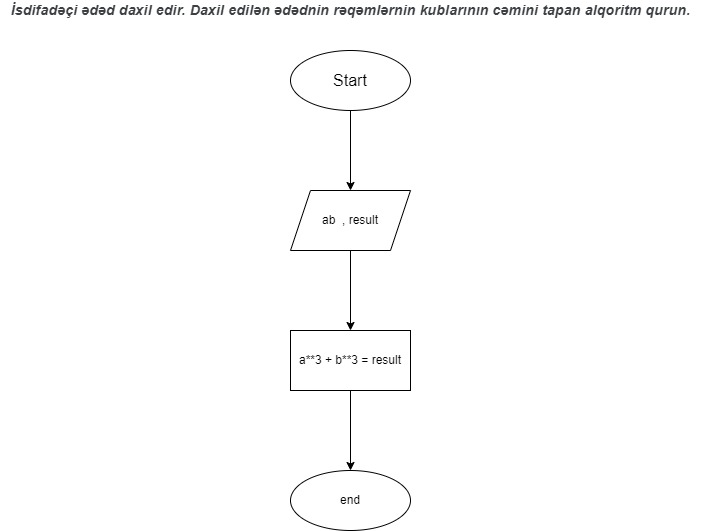 İsdifadəçi ədəd daxil edir. Daxil edilən ədədnin rəqəmlərnin kublarının cəmini tapan alqoritm qurun.
Start
ab , result
a**3 + b**3 = result
end